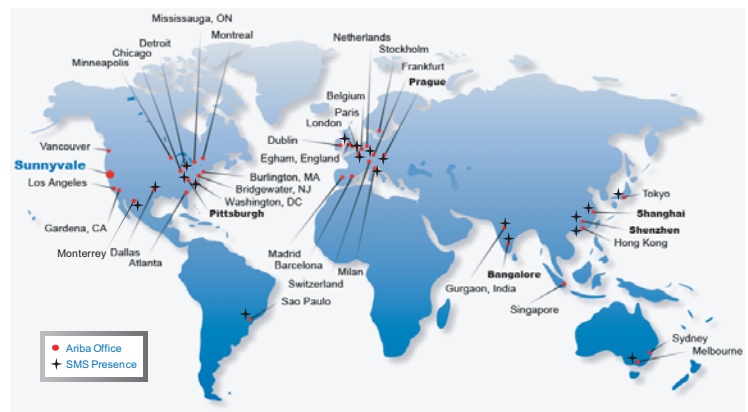 Mississauga, ON
Detroit
Montreal
Chicago
Minneapolis
Netherlands
Stockholm
Frankfurt
Prague
Belgium
Paris
London
Dublin
Egham, England
Vancouver
Sunnyvale
Los Angeles
Burlington, MA
Bridgewater, NJ
Washington, DC
Pittsburgh
Gardena, CA
Monterrey
Dallas
Atlanta
Madrid
Barcelona
Switzerland
Milan
Tokyo
Shanghai
Shenzhen
Hong Kong
Bangalore
Gurgaon, India
Singapore
Sao Paulo
Sydney
Melbourne
Ariba Office
SMS Presence